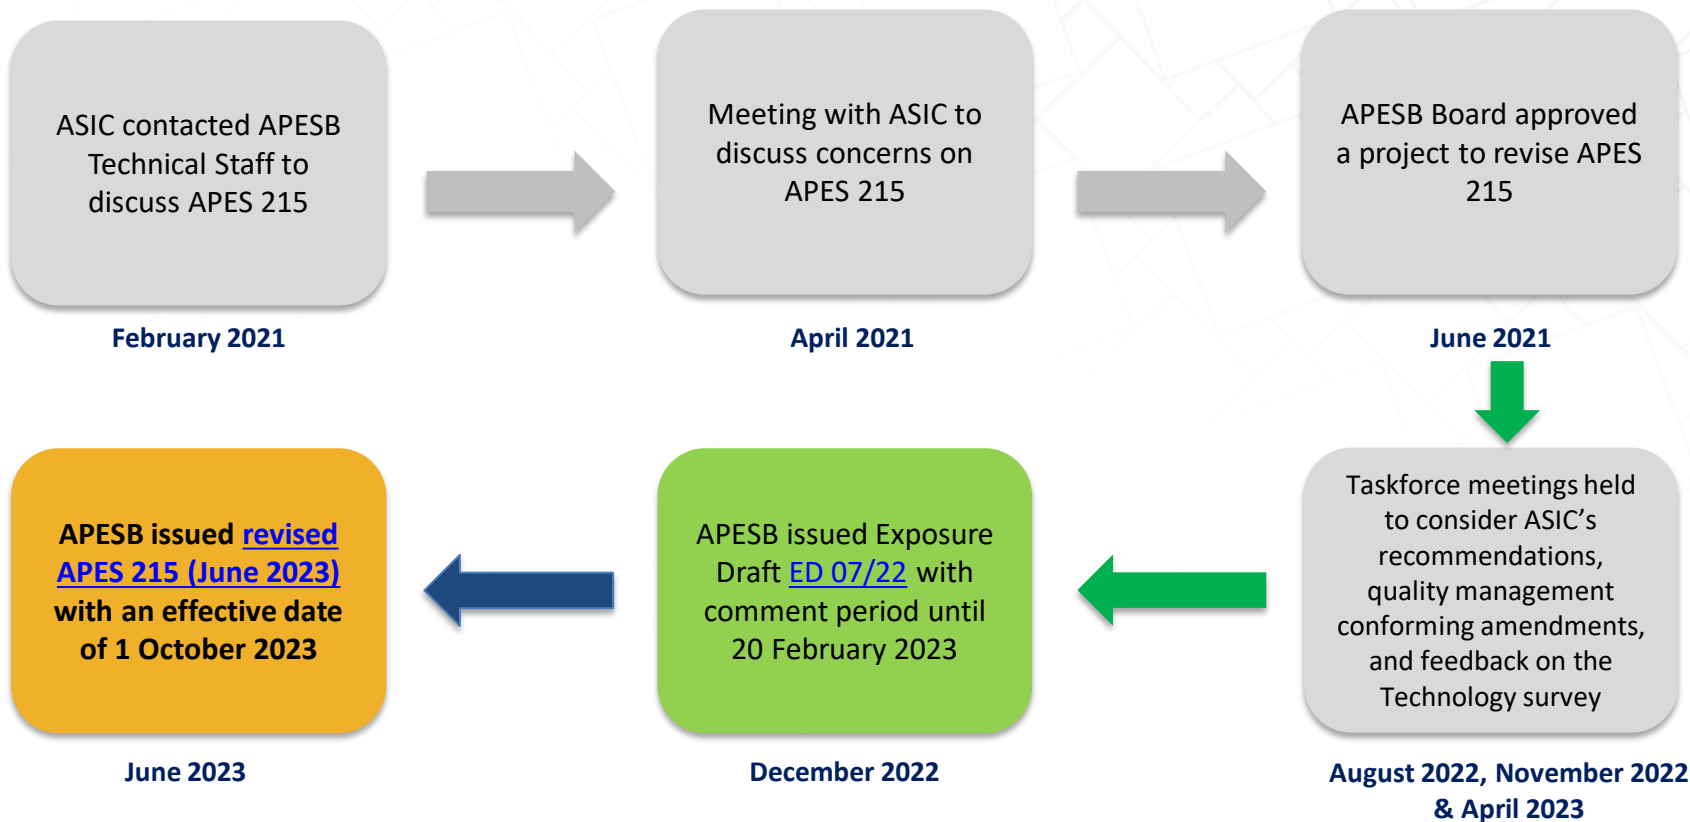 ASIC contacted APESB
Technical Staff to
discuss APES 215
February 2021
Meeting with ASIC to
discuss concerns on
APES 215
April 2021
APESB Board approved
a project to revise APES
215
June 2021
Taskforce meetings held
to consider ASIC’s
recommendations,
quality management
conforming amendments,
and feedback on the
Technology survey
August 2022, November 2022
& April 2023
APESB issued Exposure
Draft ED 07/22 with
comment period until
20 February 2023
December 2022
APESB issued revised
APES 215 (June 2023)
with an effective date
of 1 October 2023
June 2023